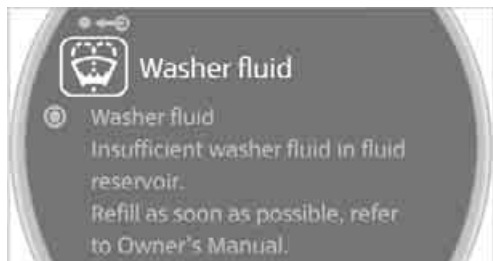 Washer fluid
Washer fluid
Insufficient washer fluid in fluid
reservoir.
Refill as soon as possible, refer
to Owner's Manual.